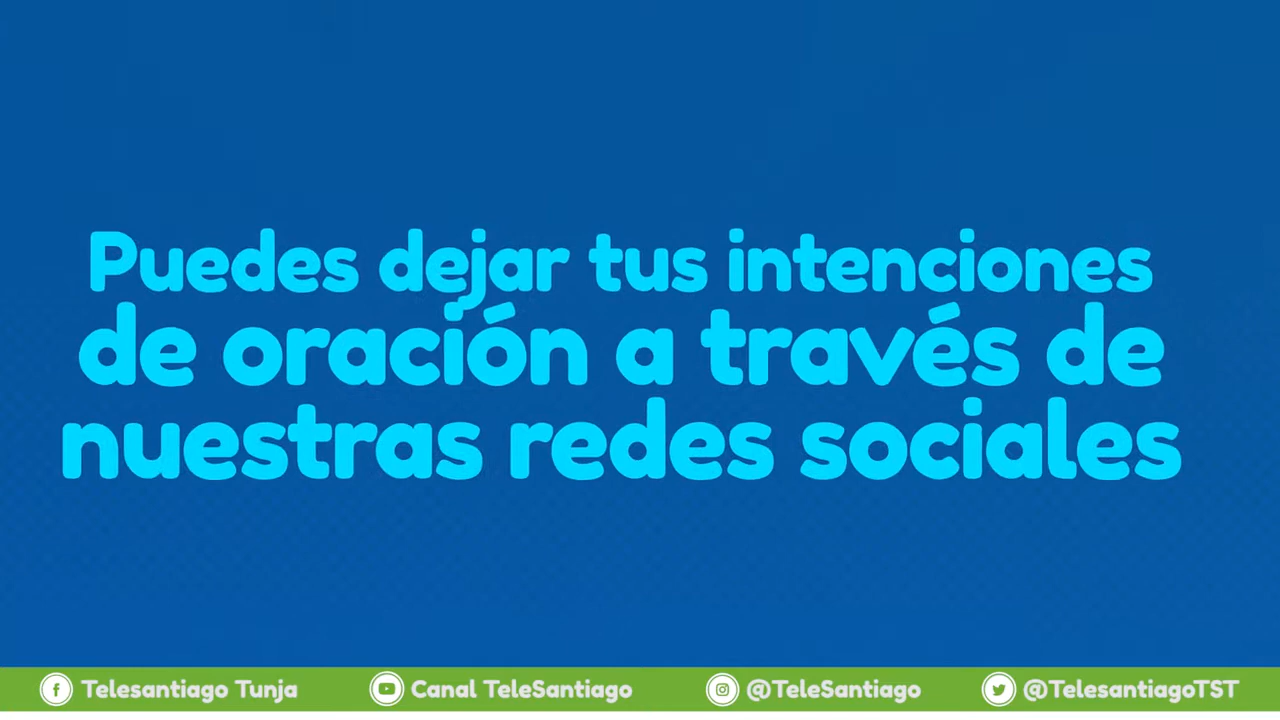 Puedes dejar tus intenciones
de oración a través de
nuestras redes sociales
Telesantiago Tunja Canal TeleSantiago @TeleSantiago @TelesantiagoTST